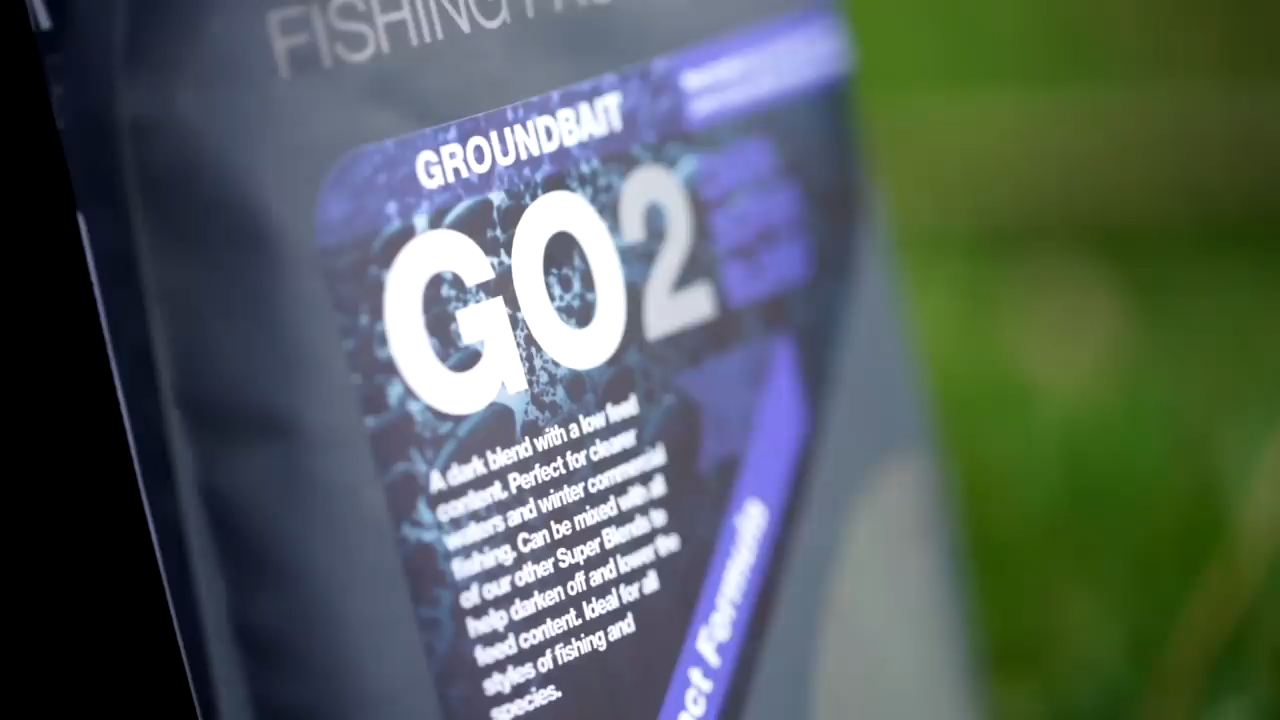 FISHING
GROUNDBAIT
GO2
A dark blend with a low feed
content. Perfect for clearer
waters and winter commercial
fishing. Can be mixed with all
of our other Super Blends to
help darken off and lower the
feed content. Ideal for all
styles of fishing and
species.
Formula